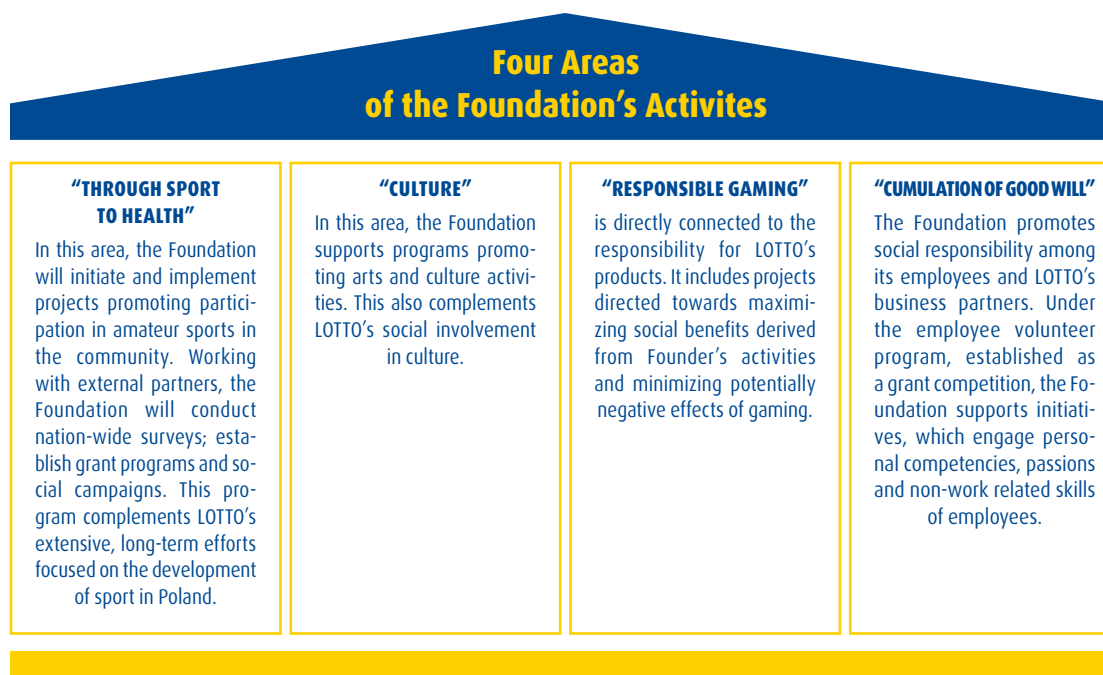 Four Areas
of the Foundation’s Activites
“THROUGH SPORT
TO HEALTH”
In this area, the Foundation
will initiate and implement
projects promoting partici-
pation in amateur sports in
the community. Working
with external partners, the
Foundation will conduct
nation-wide surveys; esta-
blish grant programs and so-
cial campaigns. This pro-
gram complements LOTTO’s
extensive, long-term efforts
focused on the development
of sport in Poland.
“CULTURE”
In this area, the Foundation
supports programs promo-
ting arts and culture activi-
ties. This also complements
LOTTO’s social involvement
in culture.
“RESPONSIBLE GAMING”
is directly connected to the
responsibility for LOTTO’s
products. It includes projects
directed towards maximi-
zing social benefits derived
from Founder’s activities
and minimizing potentially
negative effects of gaming.
“CUMULATION OF GOOD WILL”
The Foundation promotes
social responsibility among
its employees and LOTTO’s
business partners. Under
the employee volunteer
program, established as
a grant competition, the Fo-
undation supports initiati-
ves, which engage perso-
nal competencies, passions
and non-work related skills
of employees.